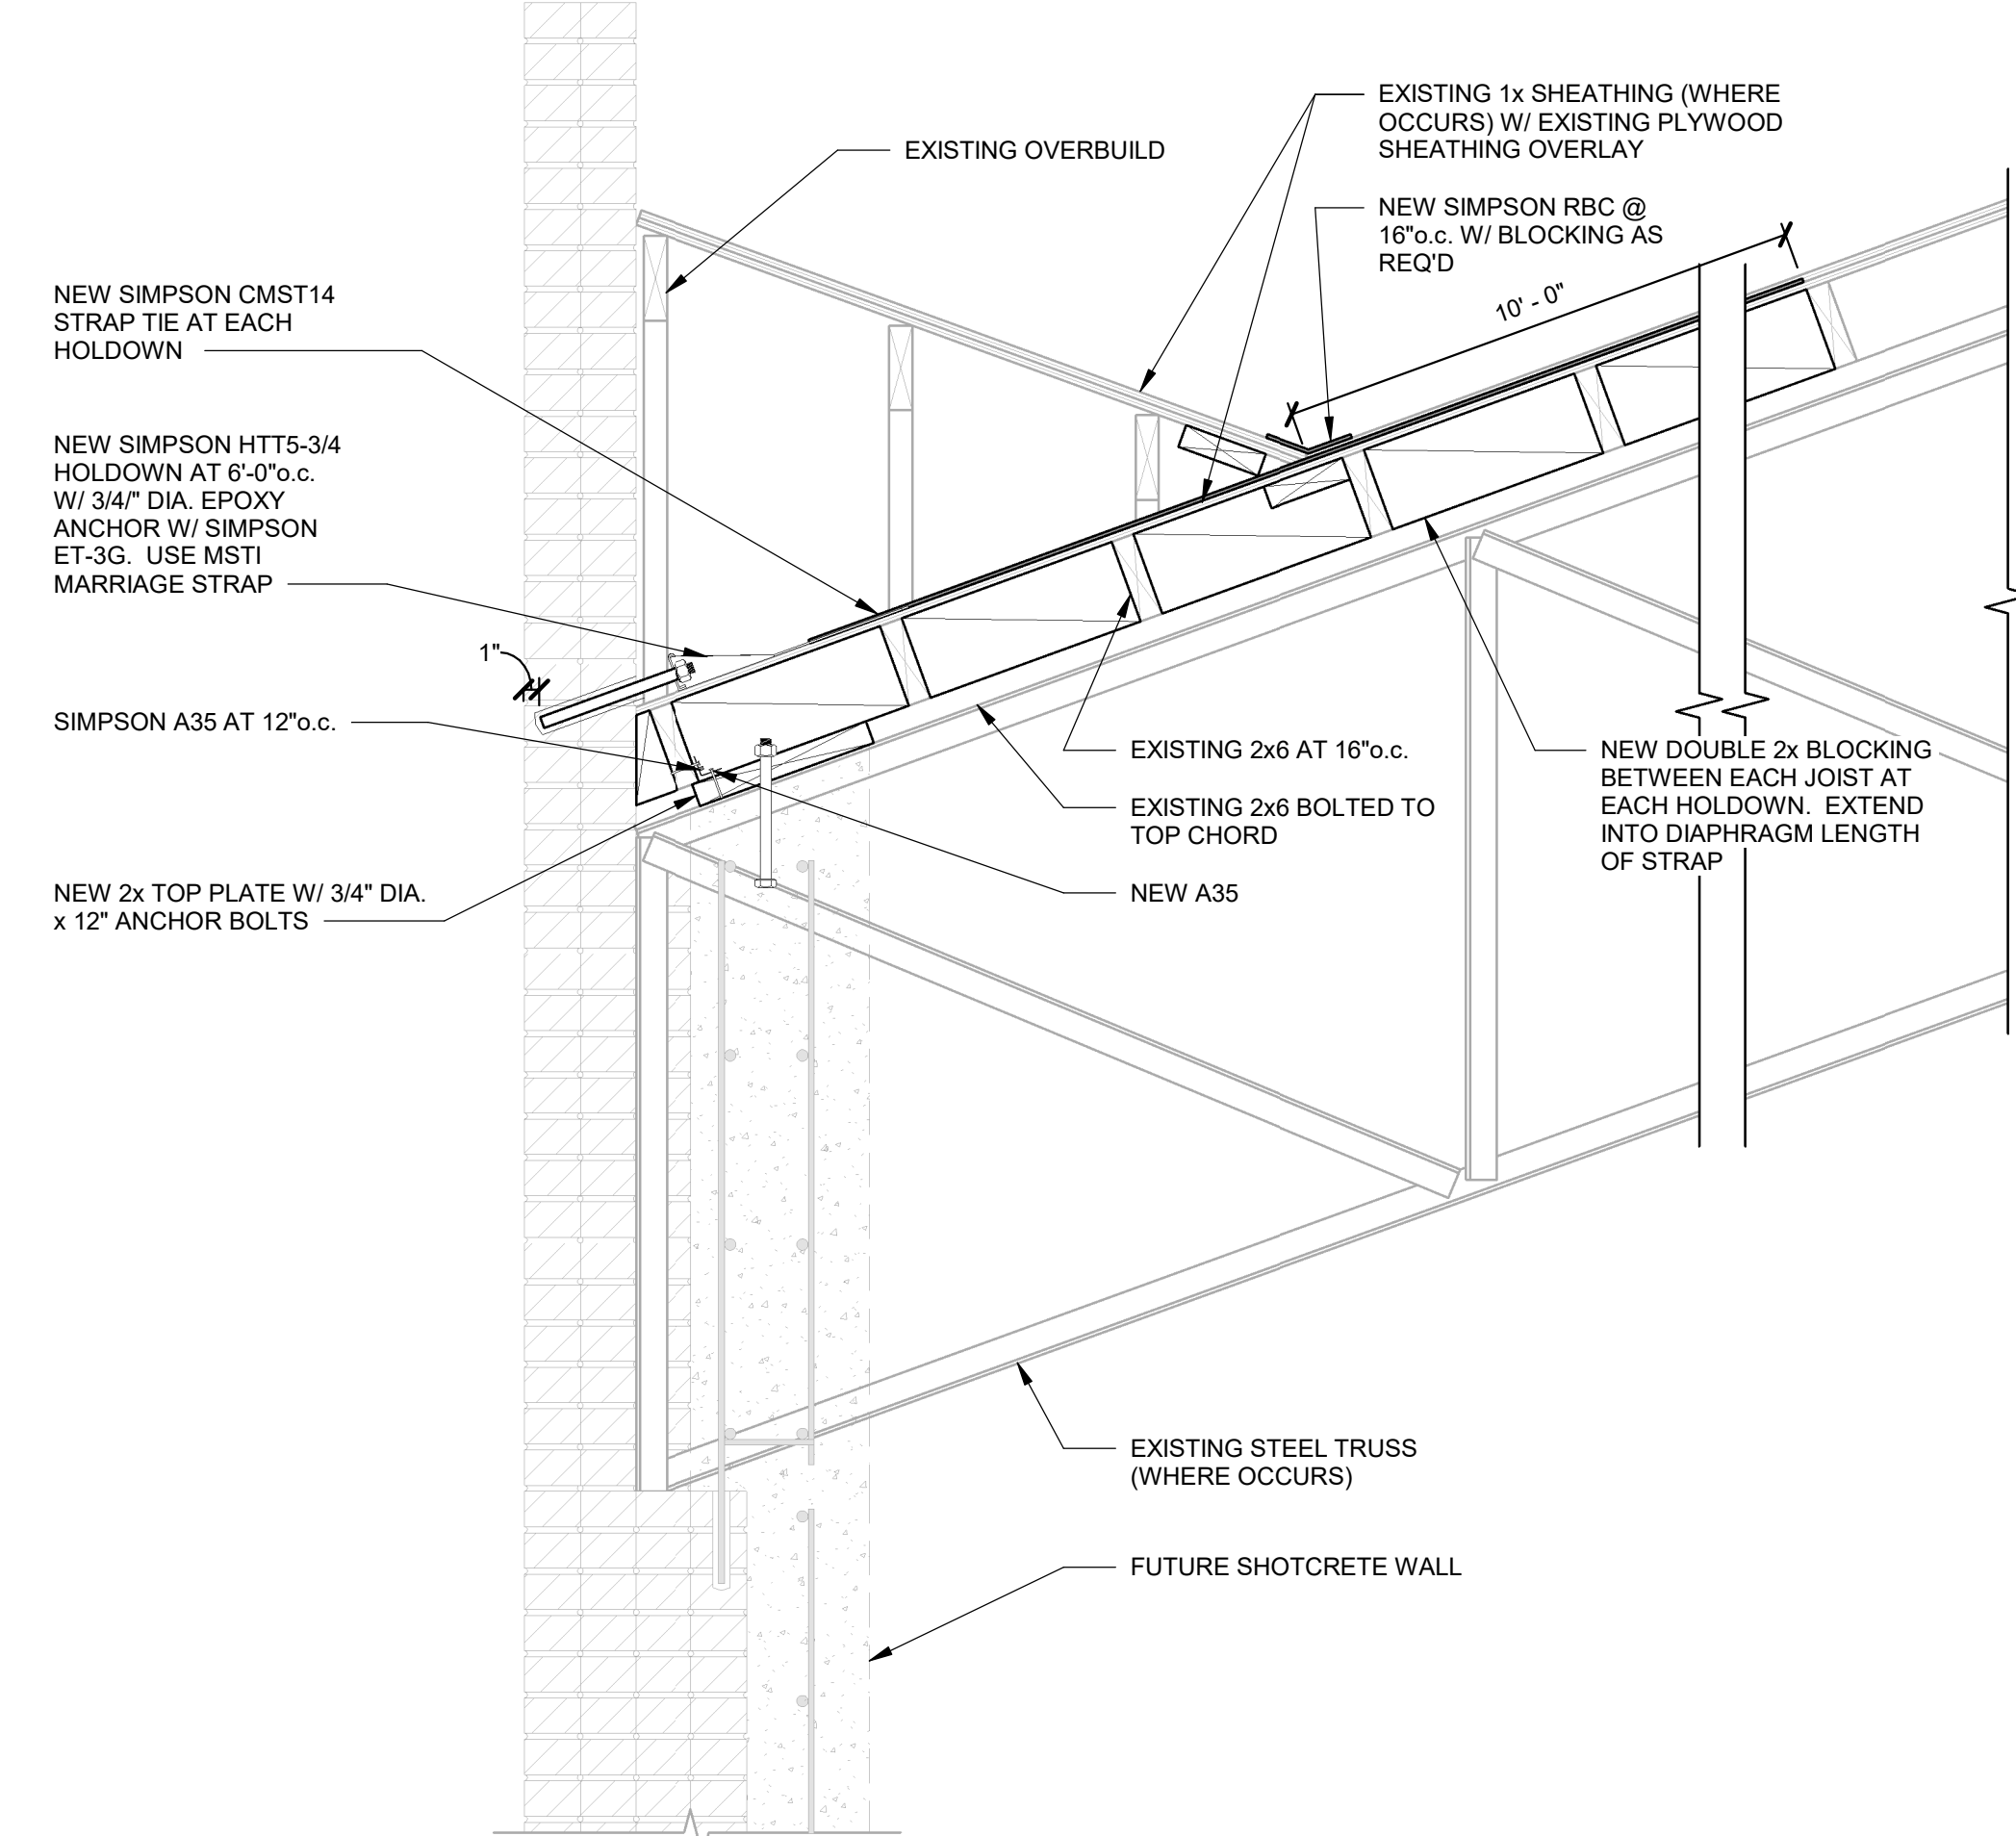 EXISTING 1x SHEATHING (WHERE
OCCURS) W/ EXISTING PLYWOOD
SHEATHING OVERLAY
EXISTING OVERBUILD
NEW SIMPSON RBC @
16"o.c. W/ BLOCKING AS
REQ'D
10' - 0"
NEW SIMPSON CMST14
STRAP TIE AT EACH
HOLDOWN
NEW SIMPSON HTT5-3/4
HOLDOWN AT 6'-0"o.c.
W/ 3/4/" DIA. EPOXY
ANCHOR W/ SIMPSON
ET-3G. USE MSTI
MARRIAGE STRAP
1"
SIMPSON A35 AT 12"o.c.
NEW 2x TOP PLATE W/ 3/4" DIA.
x 12" ANCHOR BOLTS
EXISTING 2x6 AT 16"o.c.
EXISTING 2x6 BOLTED TO
TOP CHORD
NEW A35
NEW DOUBLE 2x BLOCKING
BETWEEN EACH JOIST AT
EACH HOLDOWN. EXTEND
INTO DIAPHRAGM LENGTH
OF STRAP
EXISTING STEEL TRUSS
(WHERE OCCURS)
FUTURE SHOTCRETE WALL